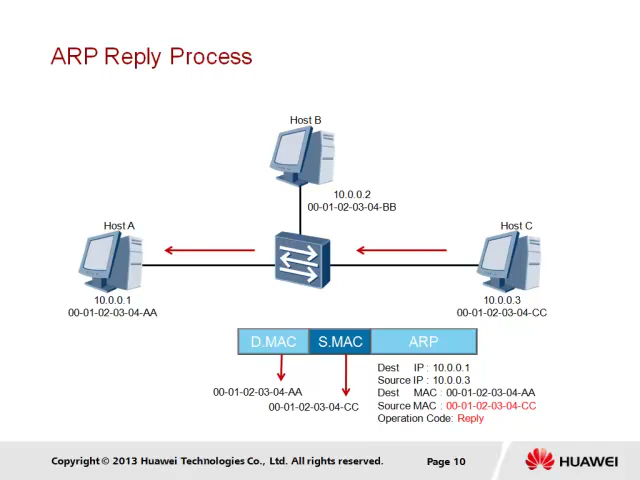 ARP Reply Process
Host B
10.0.0.2
00-01-02-03-04-BB
Host A
Host C
10.0.0.1
00-01-02-03-04-AA
10.0.0.3
00-01-02-03-04-CC
D.MAC S.MAC ARP
00-01-02-03-04-AA
00-01-02-03-04-CC
Dest IP : 10.0.0.1
Source IP : 10.0.0.3
Dest MAC : 00-01-02-03-04-AA
Source MAC : 00-01-02-03-04-CC
Operation Code: Reply
Copyright © 2013 Huawei Technologies Co., Ltd. All rights reserved.
Page 10
HUAWEI